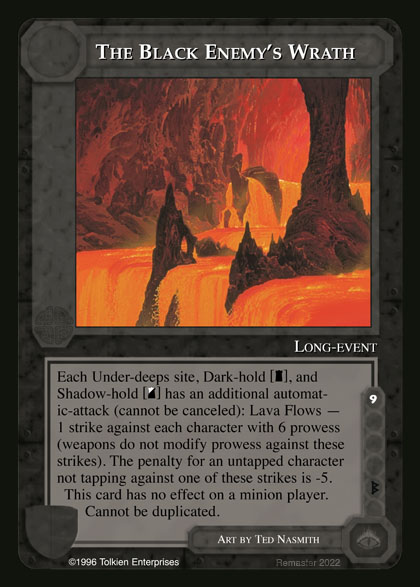 THE BLACK ENEMY'S WRATH
LONG-EVENT
Each Under-deeps site, Dark-hold [], and
Shadow-hold [] has an additional automat-
ic-attack (cannot be canceled): Lava Flows —
1 strike against each character with 6 prowess
(weapons do not modify prowess against these
strikes). The penalty for an untapped character
not tapping against one of these strikes is -5.
This card has no effect on a minion player.
Cannot be duplicated.
9
ART BY TED NASMITH
©1996 Tolkien Enterprises
Remaster 2022